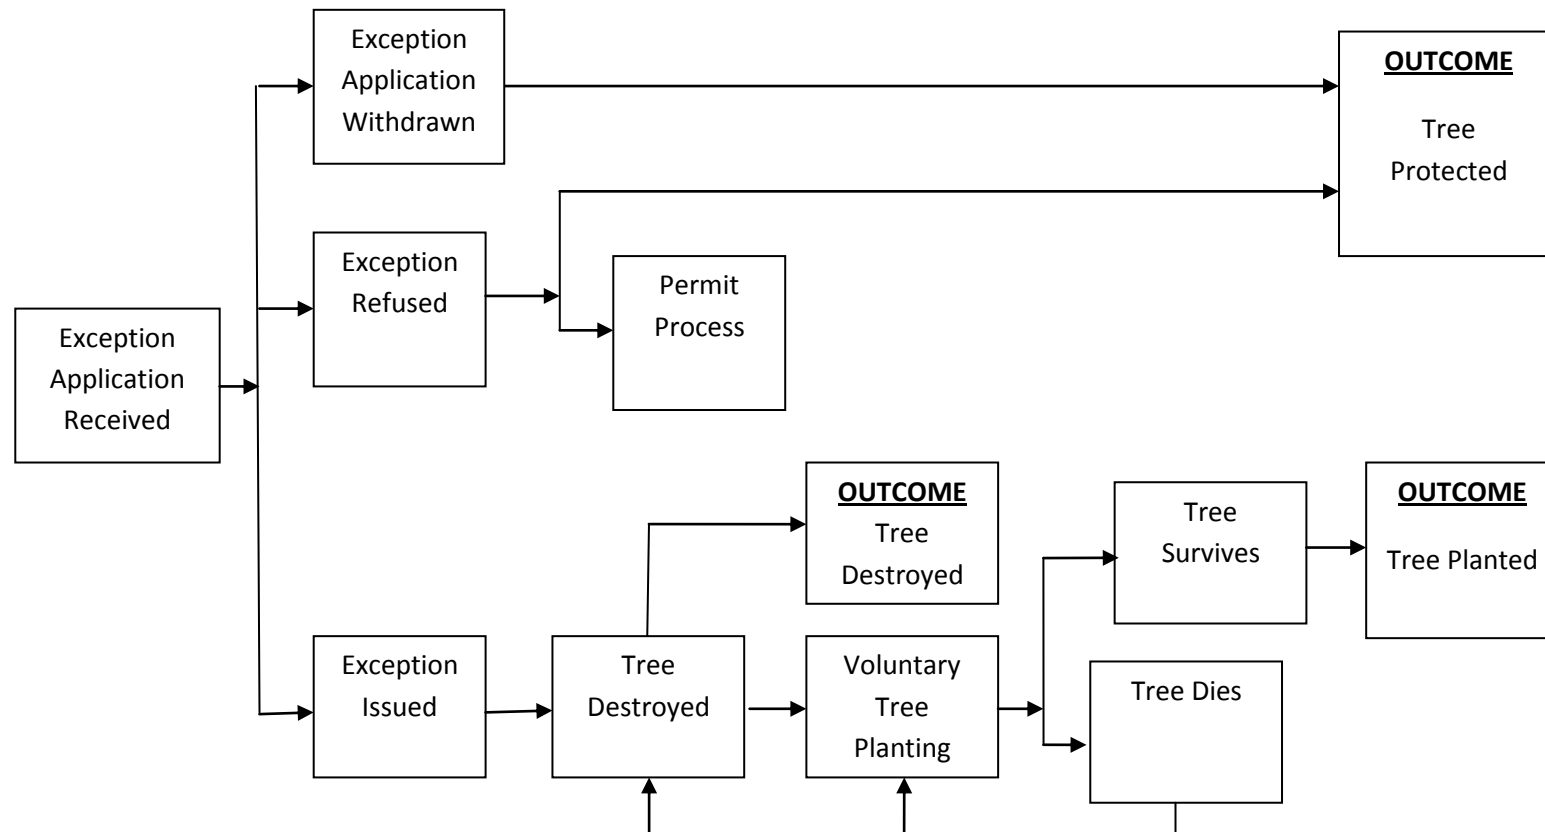 Exception
Application
Withdrawn
OUTCOME
Tree
Protected
Exception
Refused
Permit
Process
Exception
Application
Received
OUTCOME
Tree
Destroyed
Tree
Survives
OUTCOME
Tree Planted
Exception
Issued
Tree
Destroyed
Voluntary
Tree
Planting
Tree Dies